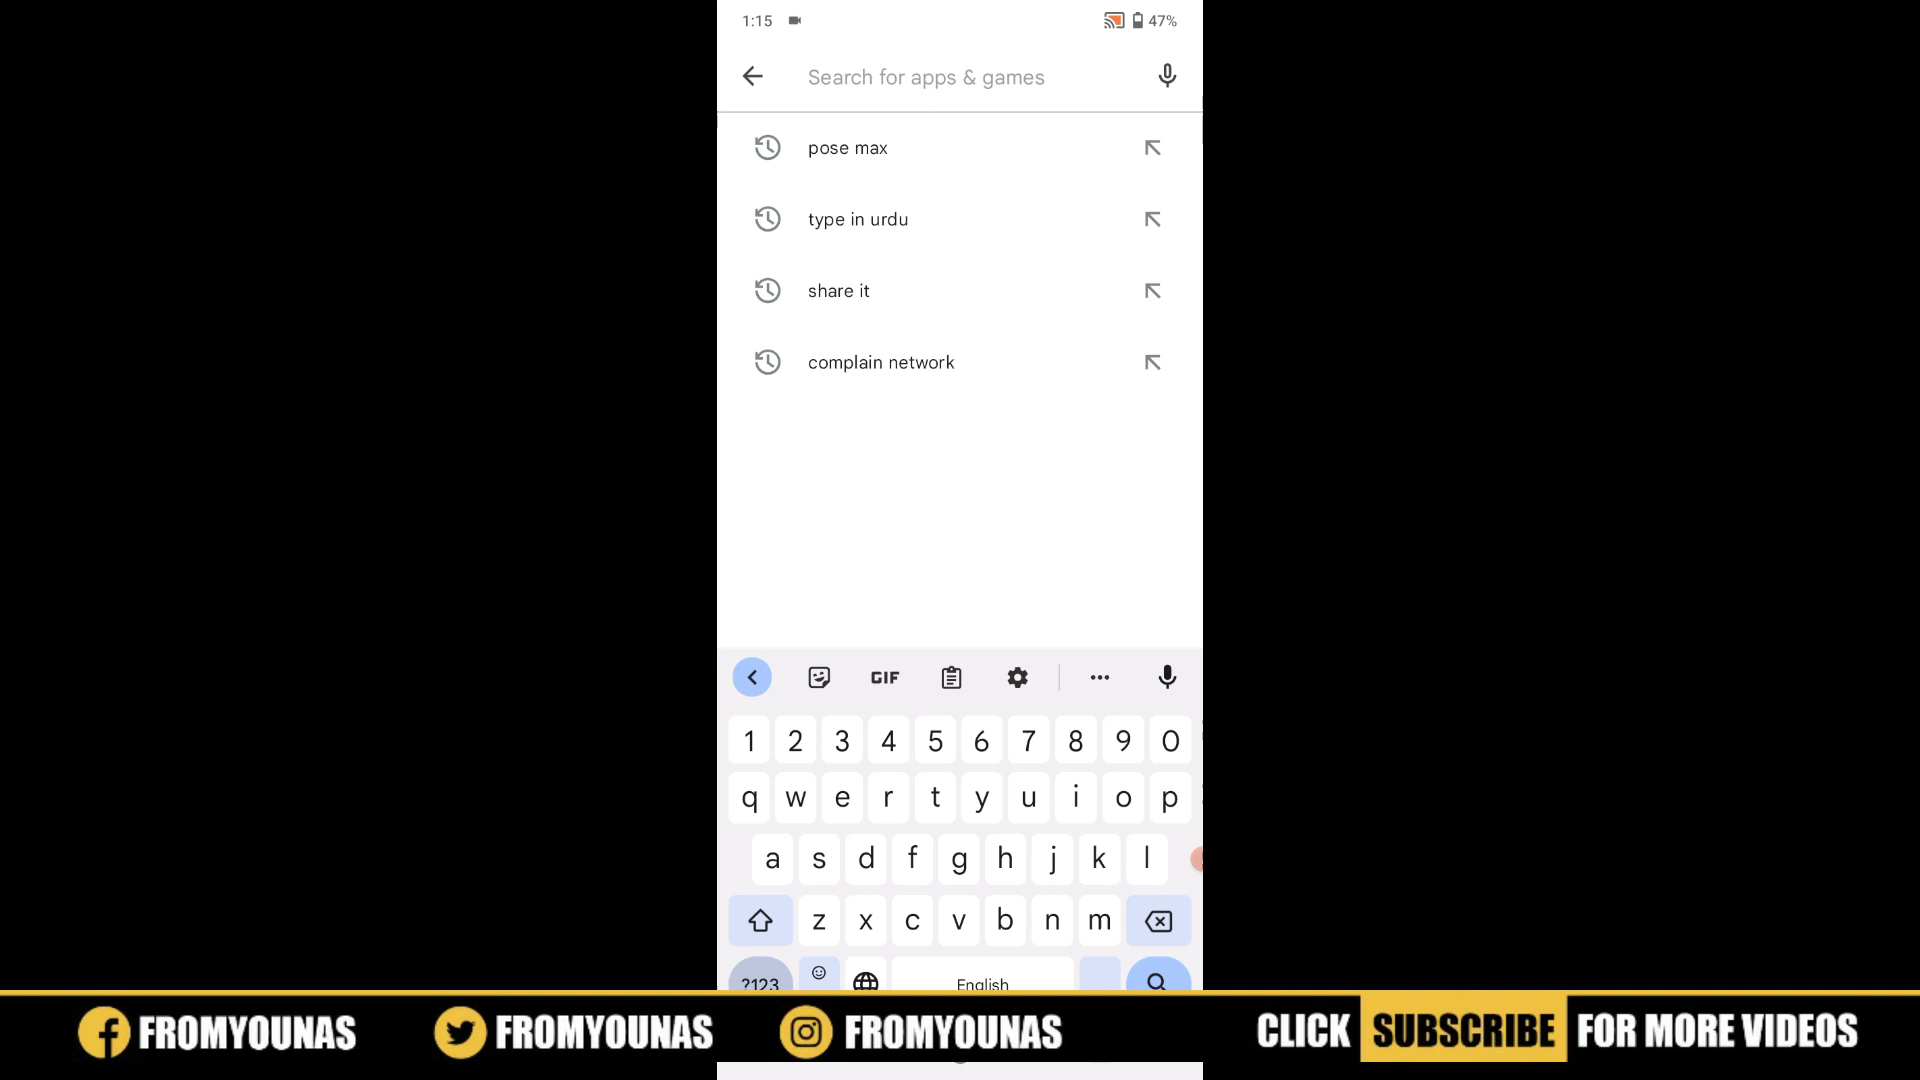 1:15
47%
Search for apps & games
pose max
type in urdu
share it
complain network
GIF
1 2 3 4 5 6 7 8 9 0
q w e r t y u i o p
a s d f g h j k l
z x c v b n m
?123 English
FROMYOUNAS FROMYOUNAS FROMYOUNAS CLICK SUBSCRIBE FOR MORE VIDEOS